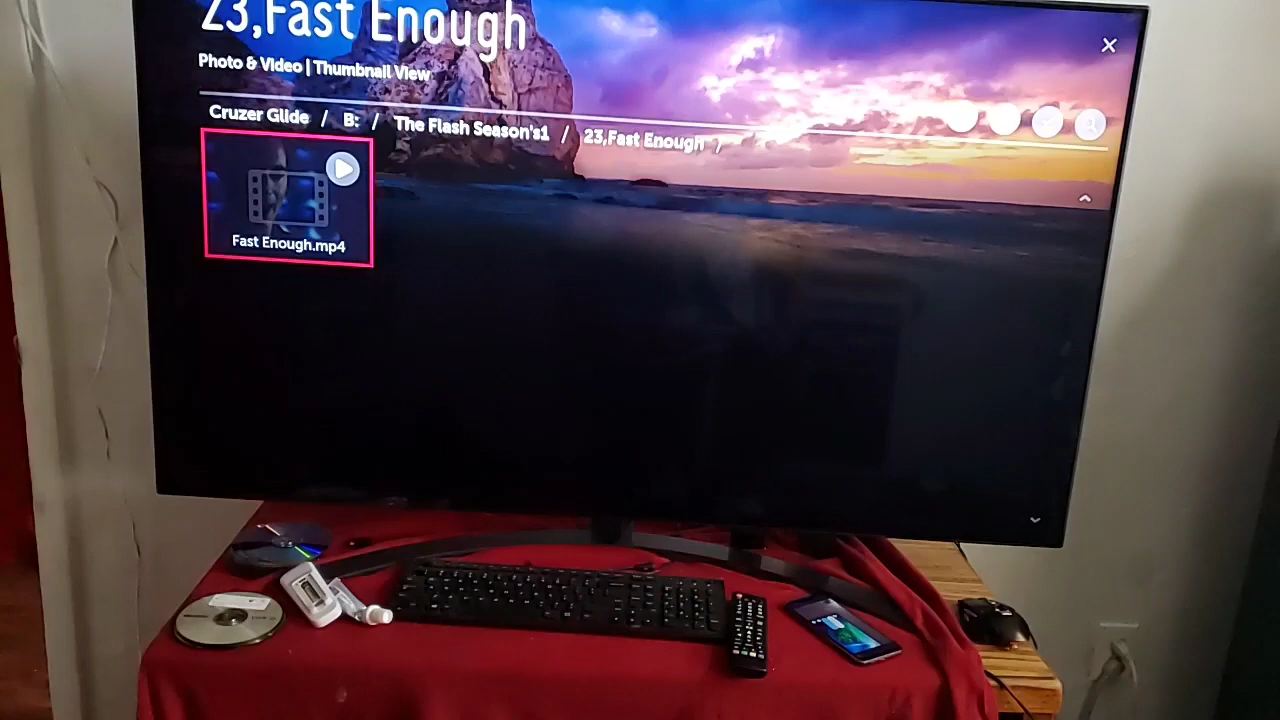 23,Fast Enough
Photo & Video | Thumbnail View
Cruzer Glide / B: / The Flash Season's1 / 23,Fast Enough /
Fast Enough.mp4